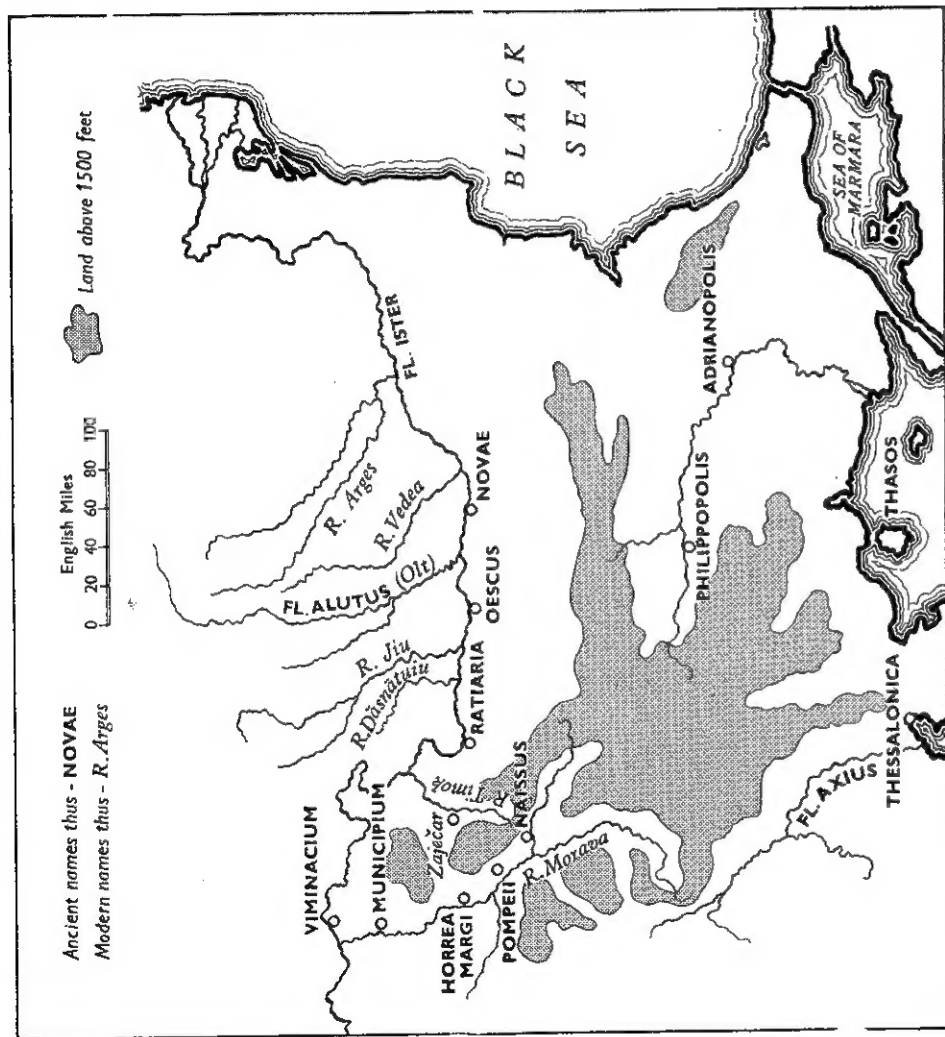 Ancient names thus - NOVAE
Modern names thus - R. Arges
English Miles
0 20 40 60 80 100
Land above 1500 feet
BLACK
SEA
SEA OF
MARMARA
FL. ISTER
R. Arges
R. Vedea
FL. ALUTUS (Olt)
R. Jiu
R. Dăsnătuiu
NOVAE
OESCUS
RATIARIA
VIMINACIUM
MUNICIPIUM
R. Timok
Zaječar
HORREA
MARGI
POMPEII
NAISSUS
R. Morava
ADRIANOPOLIS
PHILIPPOPOLIS
THASOS
THESSALONICA
FL. AXIUS